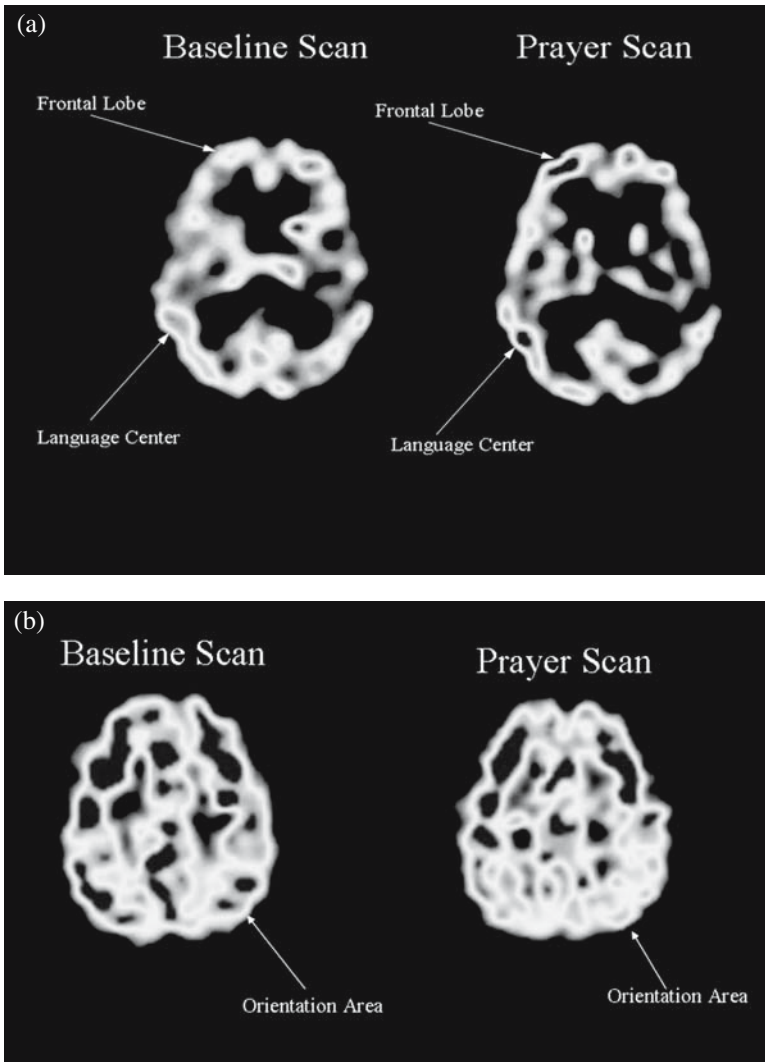 (a)
Baseline Scan
Prayer Scan
Frontal Lobe
Frontal Lobe
Language Center
Language Center
(b)
Baseline Scan
Prayer Scan
Orientation Area
Orientation Area